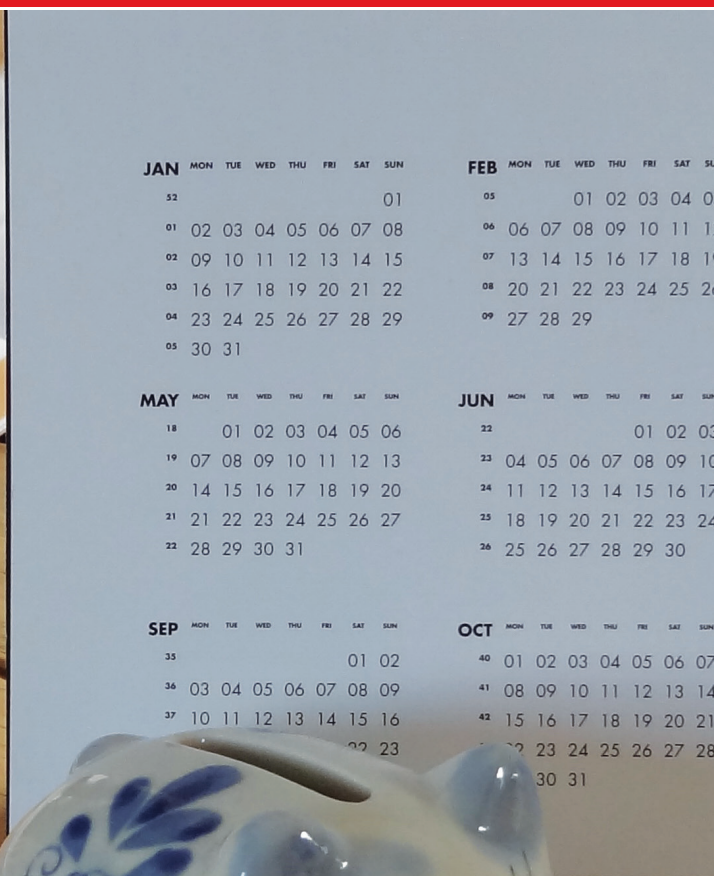 JAN MON TUE WED THU FRI SAT SUN
52 01
01 02 03 04 05 06 07 08
02 09 10 11 12 13 14 15
03 16 17 18 19 20 21 22
04 23 24 25 26 27 28 29
05 30 31
FEB MON TUE WED THU FRI SAT
05 01 02 03 04
06 06 07 08 09 10 11
07 13 14 15 16 17 18
08 20 21 22 23 24 25
09 27 28 29
MAY MON TUE WED THU FRI SAT SUN
18 01 02 03 04 05 06
19 07 08 09 10 11 12 13
20 14 15 16 17 18 19 20
21 21 22 23 24 25 26 27
22 28 29 30 31
JUN MON TUE WED THU FRI SAT SUN
22 01 02 03
23 04 05 06 07 08 09 10
24 11 12 13 14 15 16 17
25 18 19 20 21 22 23 24
26 25 26 27 28 29 30
SEP MON TUE WED THU FRI SAT SUN
35 01 02
36 03 04 05 06 07 08 09
37 10 11 12 13 14 15 16
22 23
OCT MON TUE WED THU FRI SAT SUN
40 01 02 03 04 05 06 07
41 08 09 10 11 12 13 14
42 15 16 17 18 19 20 21
22 23 24 25 26 27 28
30 31